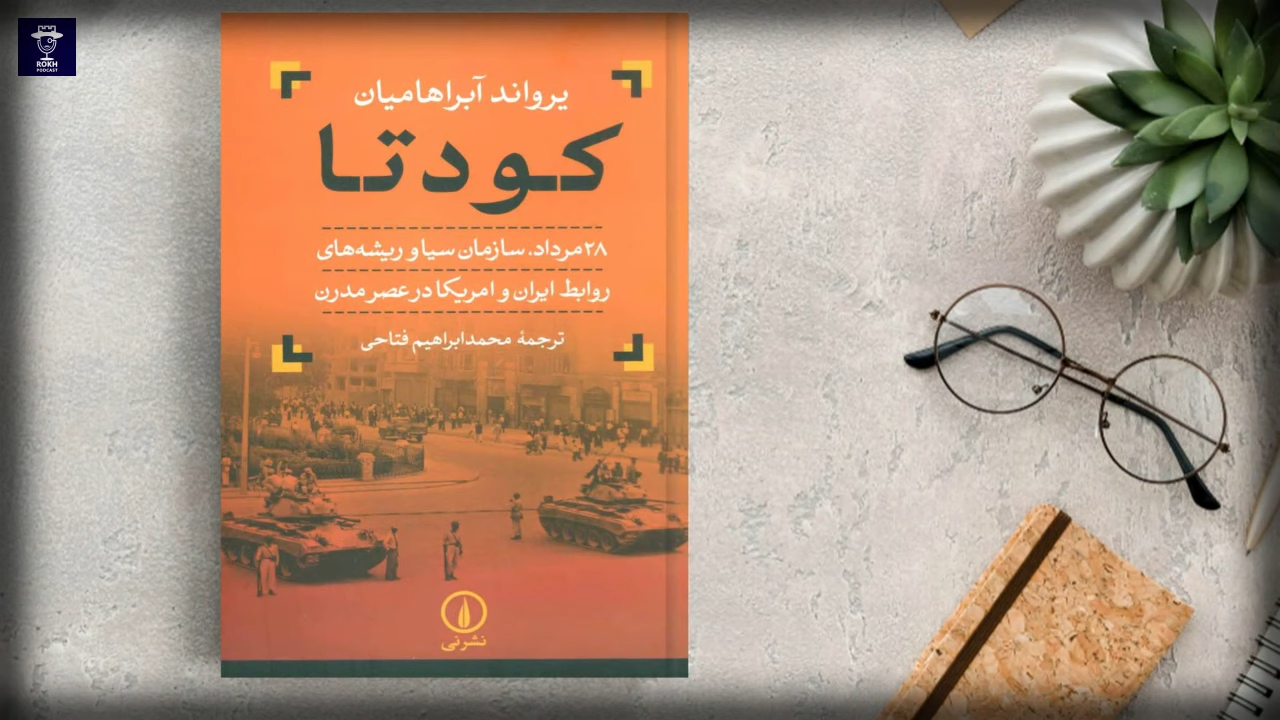 ROKH
PODCAST
یرواند آبراهامیان
کودتا
۲۸ مرداد، سازمان سیا و ریشه‌های
روابط ایران و امریکا در عصر مدرن
ترجمهٔ محمدابراهیم فتاحی
نشرنی